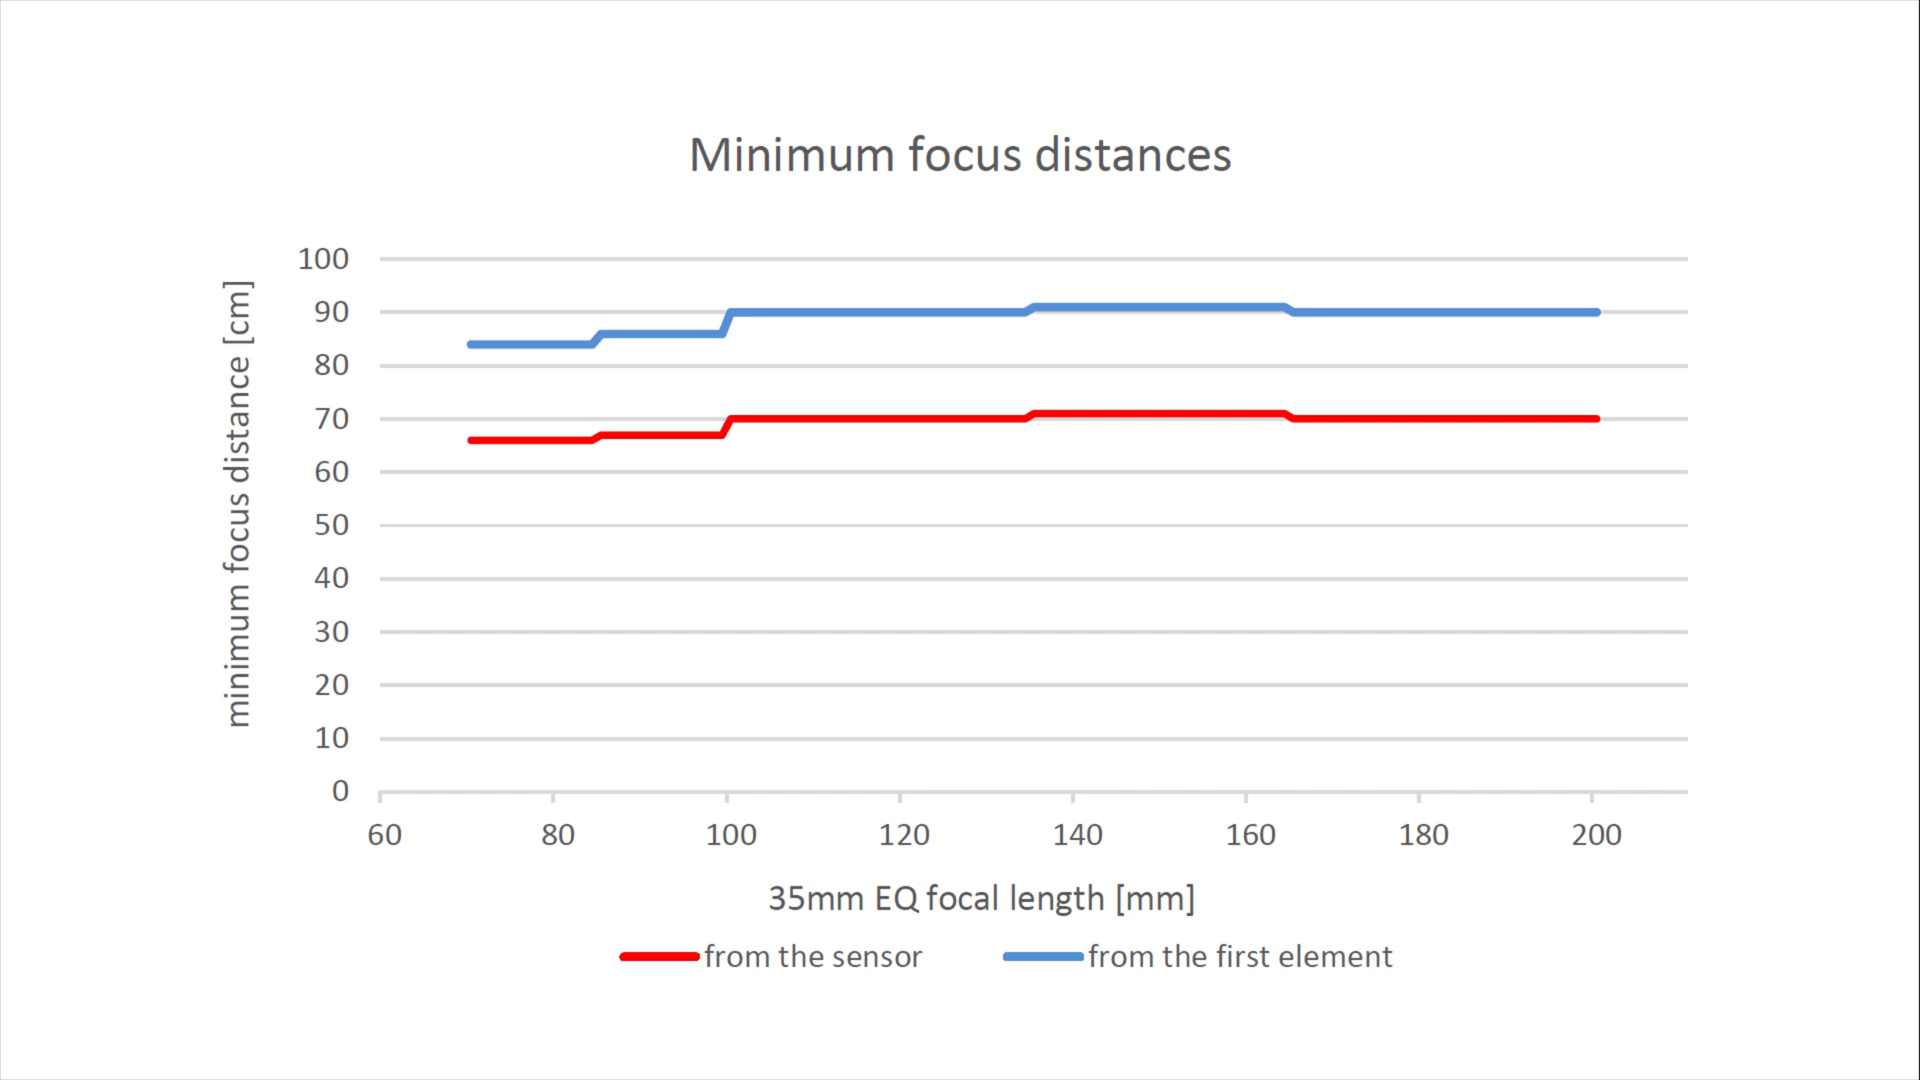 Minimum focus distances
100
90
80
70
60
50
40
30
20
10
0
minimum focus distance [cm]
60 80 100 120 140 160 180 200
35mm EQ focal length [mm]
from the sensor from the first element